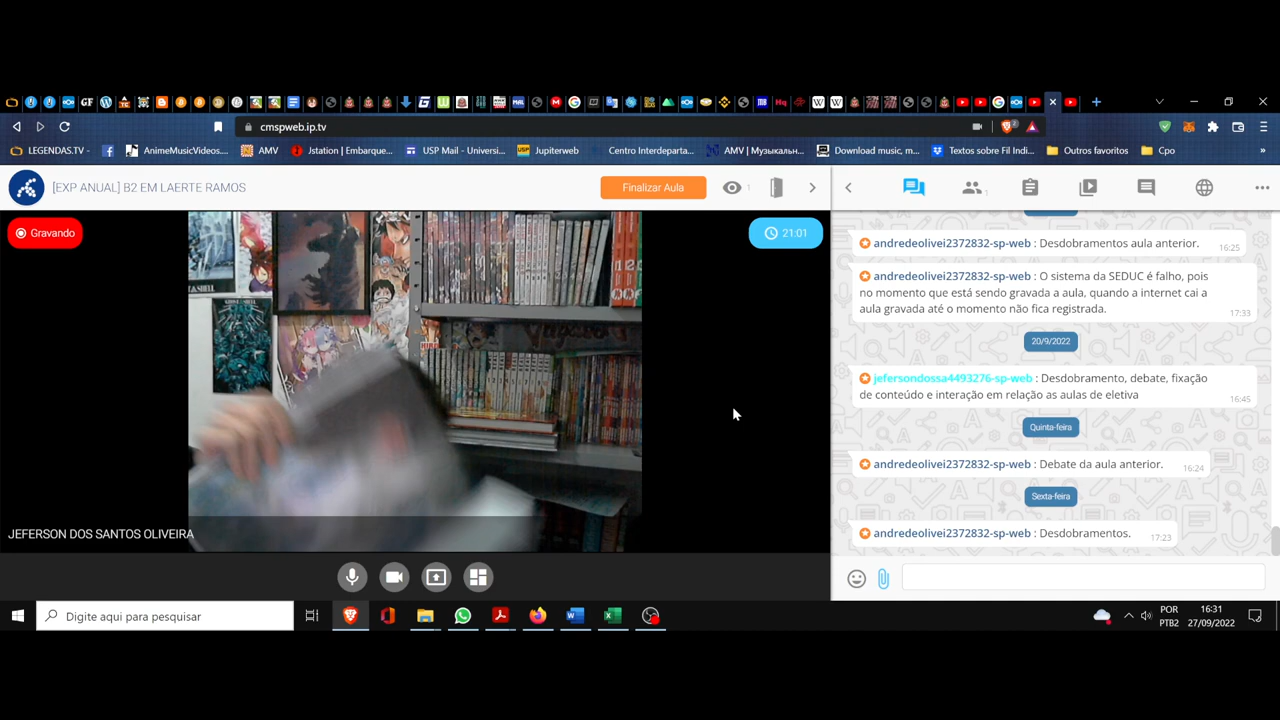 cmspweb.ip.tv
2
LEGENDAS.TV -
AnimeMusicVideos....
AMV
Jstation | Embarque...
USP Mail - Universi...
Jupiterweb
Centro Interdeparta...
AMV | Музыкальн...
Download music, m...
Textos sobre Fil Indi...
Outros favoritos
Cpo
»
[EXP ANUAL] B2 EM LAERTE RAMOS
Finalizar Aula
1
1
Gravando
21:01
JEFERSON DOS SANTOS OLIVEIRA
andredeolivei2372832-sp-web : Desdobramentos aula anterior.
16:25
andredeolivei2372832-sp-web : O sistema da SEDUC é falho, pois
no momento que está sendo gravada a aula, quando a internet cai a
aula gravada até o momento não fica registrada.
17:33
20/9/2022
jefersondossa4493276-sp-web : Desdobramento, debate, fixação
de conteúdo e interação em relação as aulas de eletiva
16:45
Quinta-feira
andredeolivei2372832-sp-web : Debate da aula anterior.
16:24
Sexta-feira
andredeolivei2372832-sp-web : Desdobramentos.
17:23
Digite aqui para pesquisar
POR
PTB2
16:31
27/09/2022